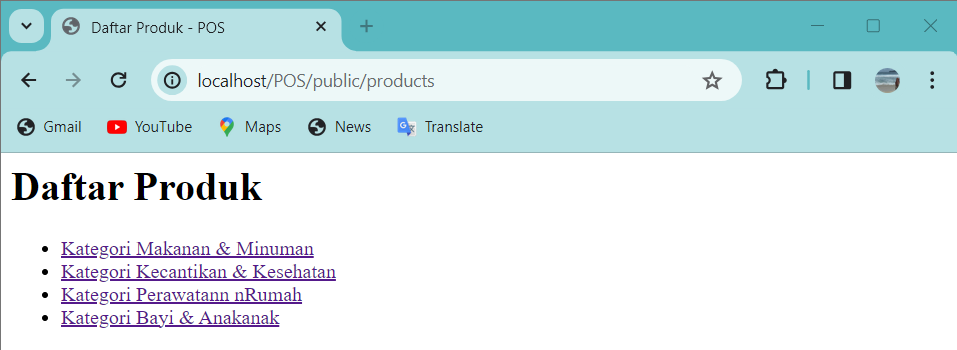 Daftar Produk - POS
localhost/POS/public/products
Gmail YouTube Maps News Translate
Daftar Produk
Kategori Makanan & Minuman
Kategori Kecantikan & Kesehatan
Kategori Perawatann nRumah
Kategori Bayi & Anakanak